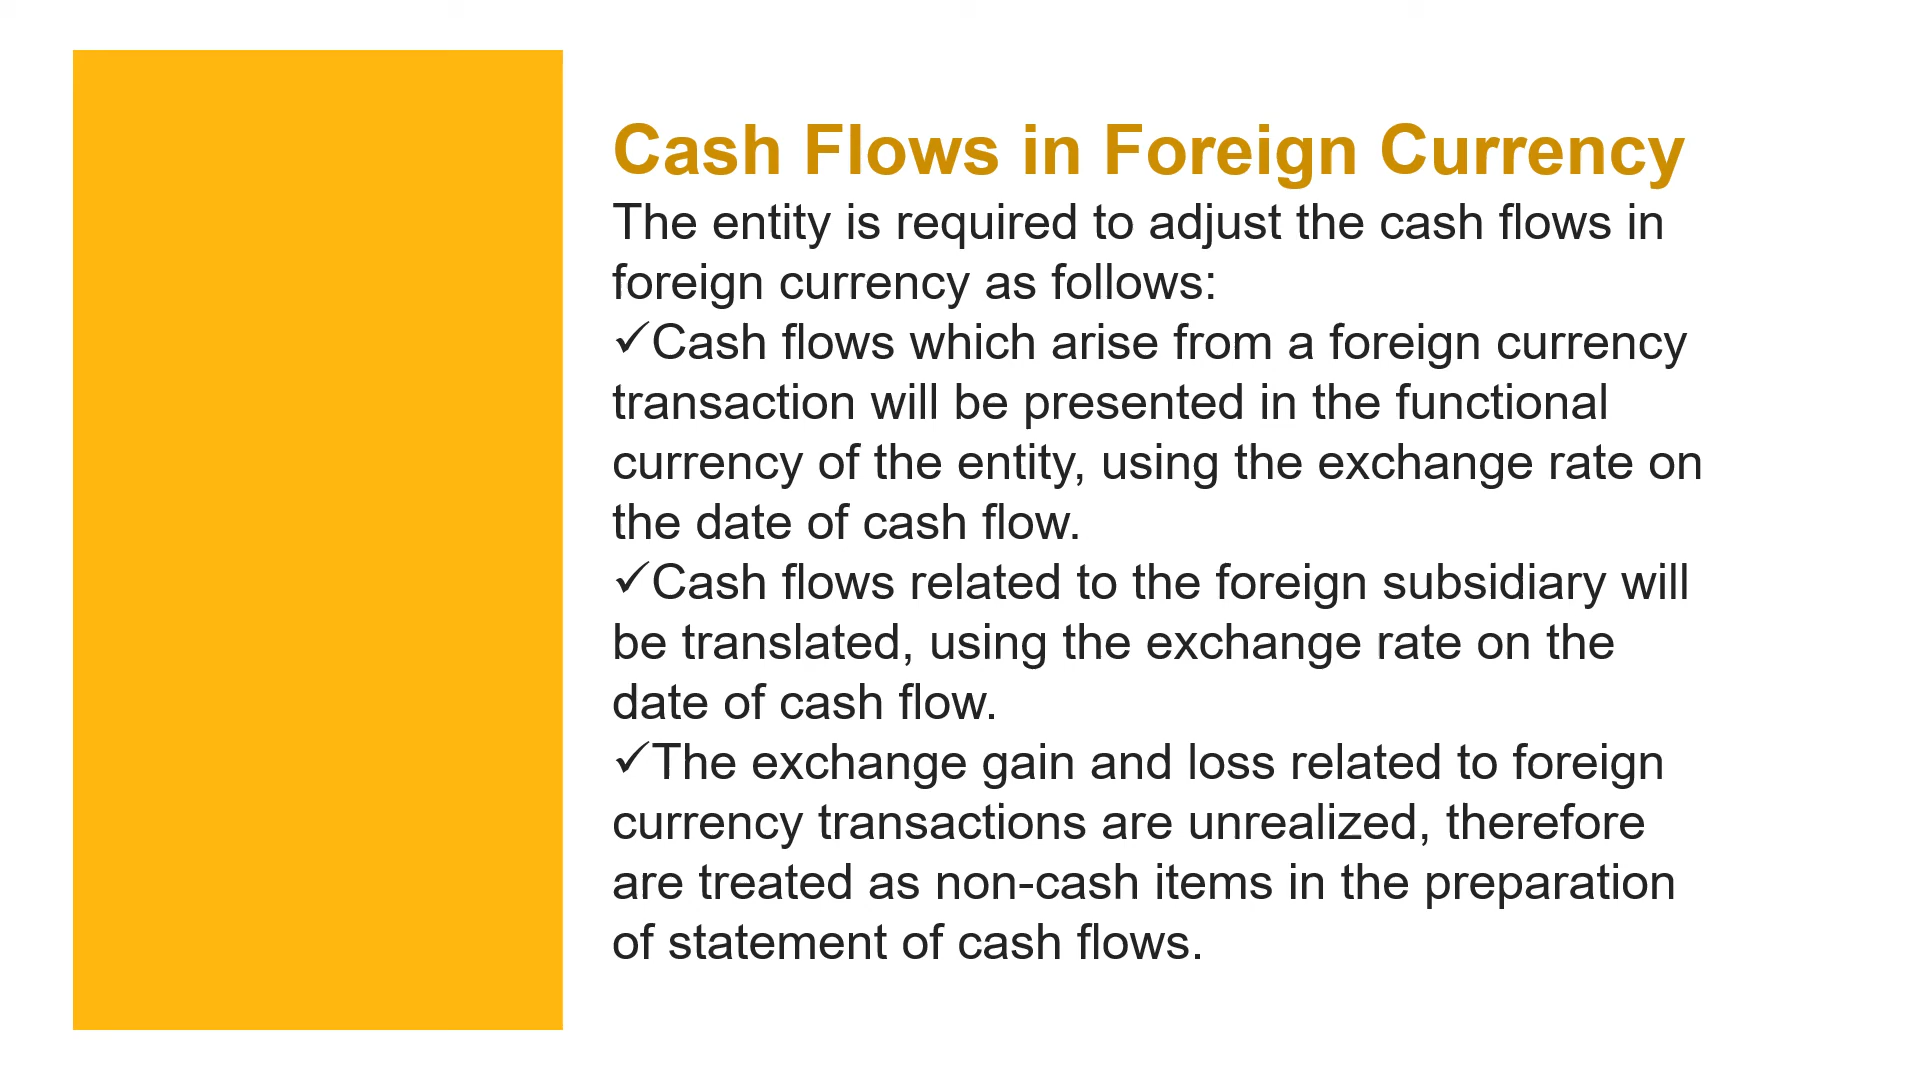 Cash Flows in Foreign Currency
The entity is required to adjust the cash flows in
foreign currency as follows:
✓Cash flows which arise from a foreign currency
transaction will be presented in the functional
currency of the entity, using the exchange rate on
the date of cash flow.
✓Cash flows related to the foreign subsidiary will
be translated, using the exchange rate on the
date of cash flow.
✓The exchange gain and loss related to foreign
currency transactions are unrealized, therefore
are treated as non-cash items in the preparation
of statement of cash flows.